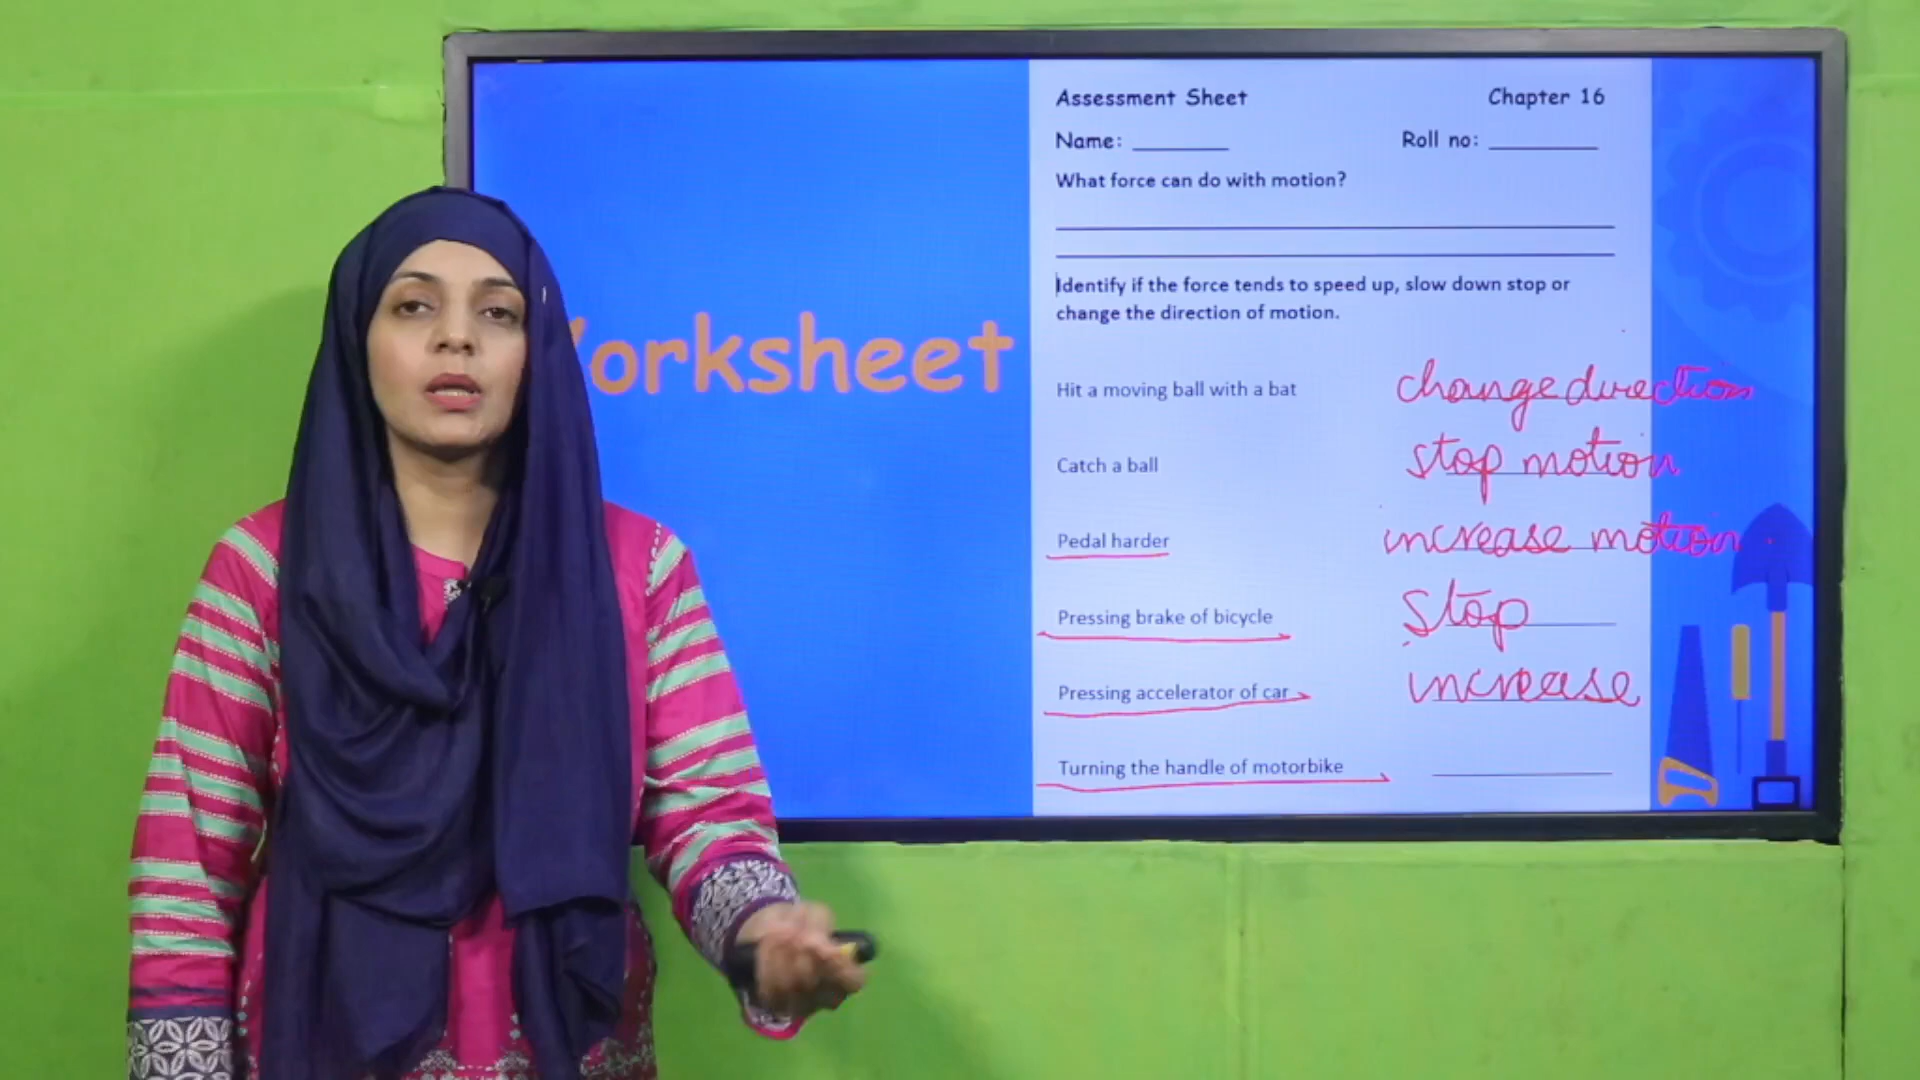 orksheet
Assessment Sheet Chapter 16
Name: ________ Roll no: ________
What force can do with motion?
Identify if the force tends to speed up, slow down stop or
change the direction of motion.
Hit a moving ball with a bat change direction
Catch a ball stop motion
Pedal harder increase motion
Pressing brake of bicycle Stop
Pressing accelerator of car increase
Turning the handle of motorbike